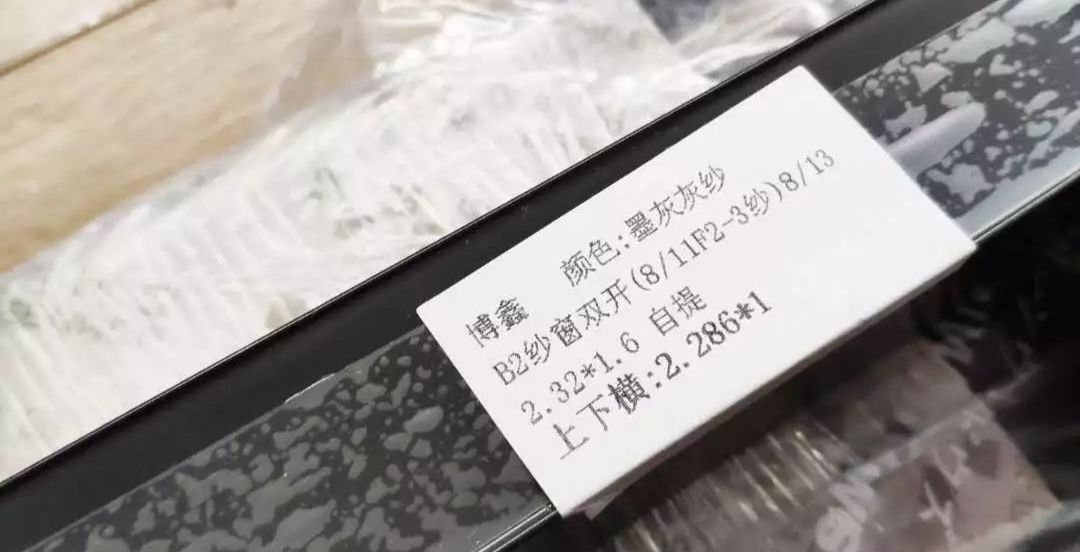 博鑫 颜色:墨灰灰纱
B2纱窗双开(8/11F2-3纱)8/13
2.32*1.6 自提
上下横:2.286*1